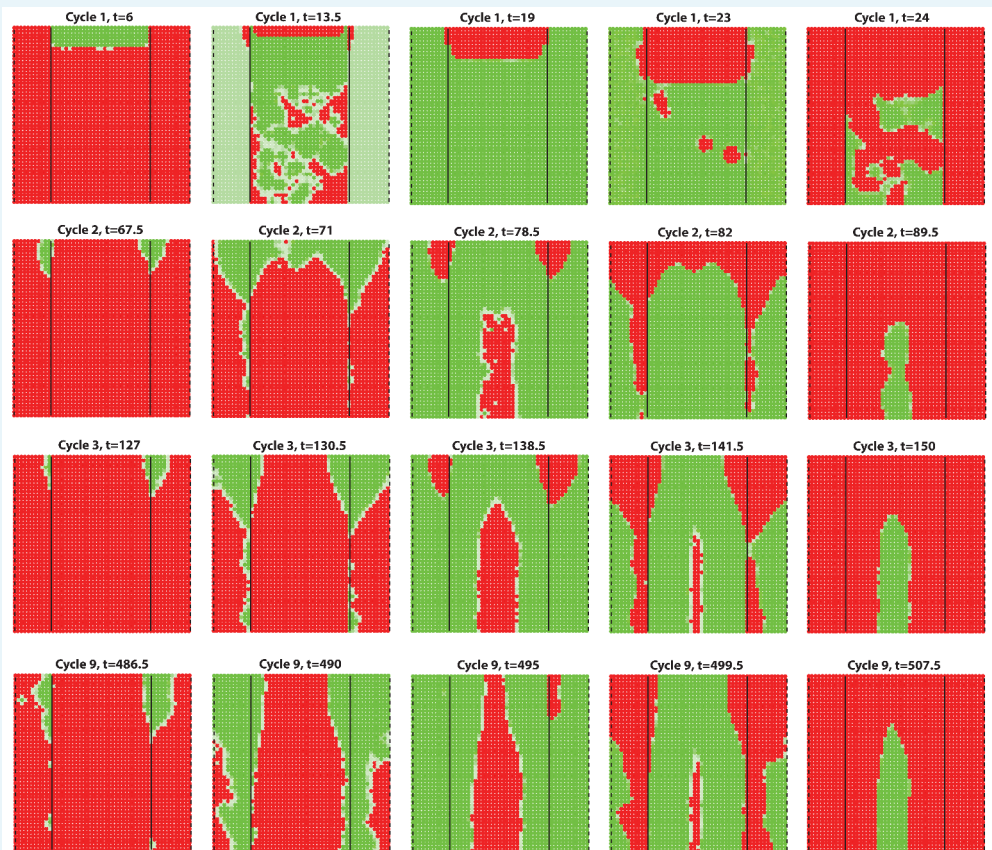 Cycle 1, t=6
Cycle 1, t=13.5
Cycle 1, t=19
Cycle 1, t=23
Cycle 1, t=24
Cycle 2, t=67.5
Cycle 2, t=71
Cycle 2, t=78.5
Cycle 2, t=82
Cycle 2, t=89.5
Cycle 3, t=127
Cycle 3, t=130.5
Cycle 3, t=138.5
Cycle 3, t=141.5
Cycle 3, t=150
Cycle 9, t=486.5
Cycle 9, t=490
Cycle 9, t=495
Cycle 9, t=499.5
Cycle 9, t=507.5